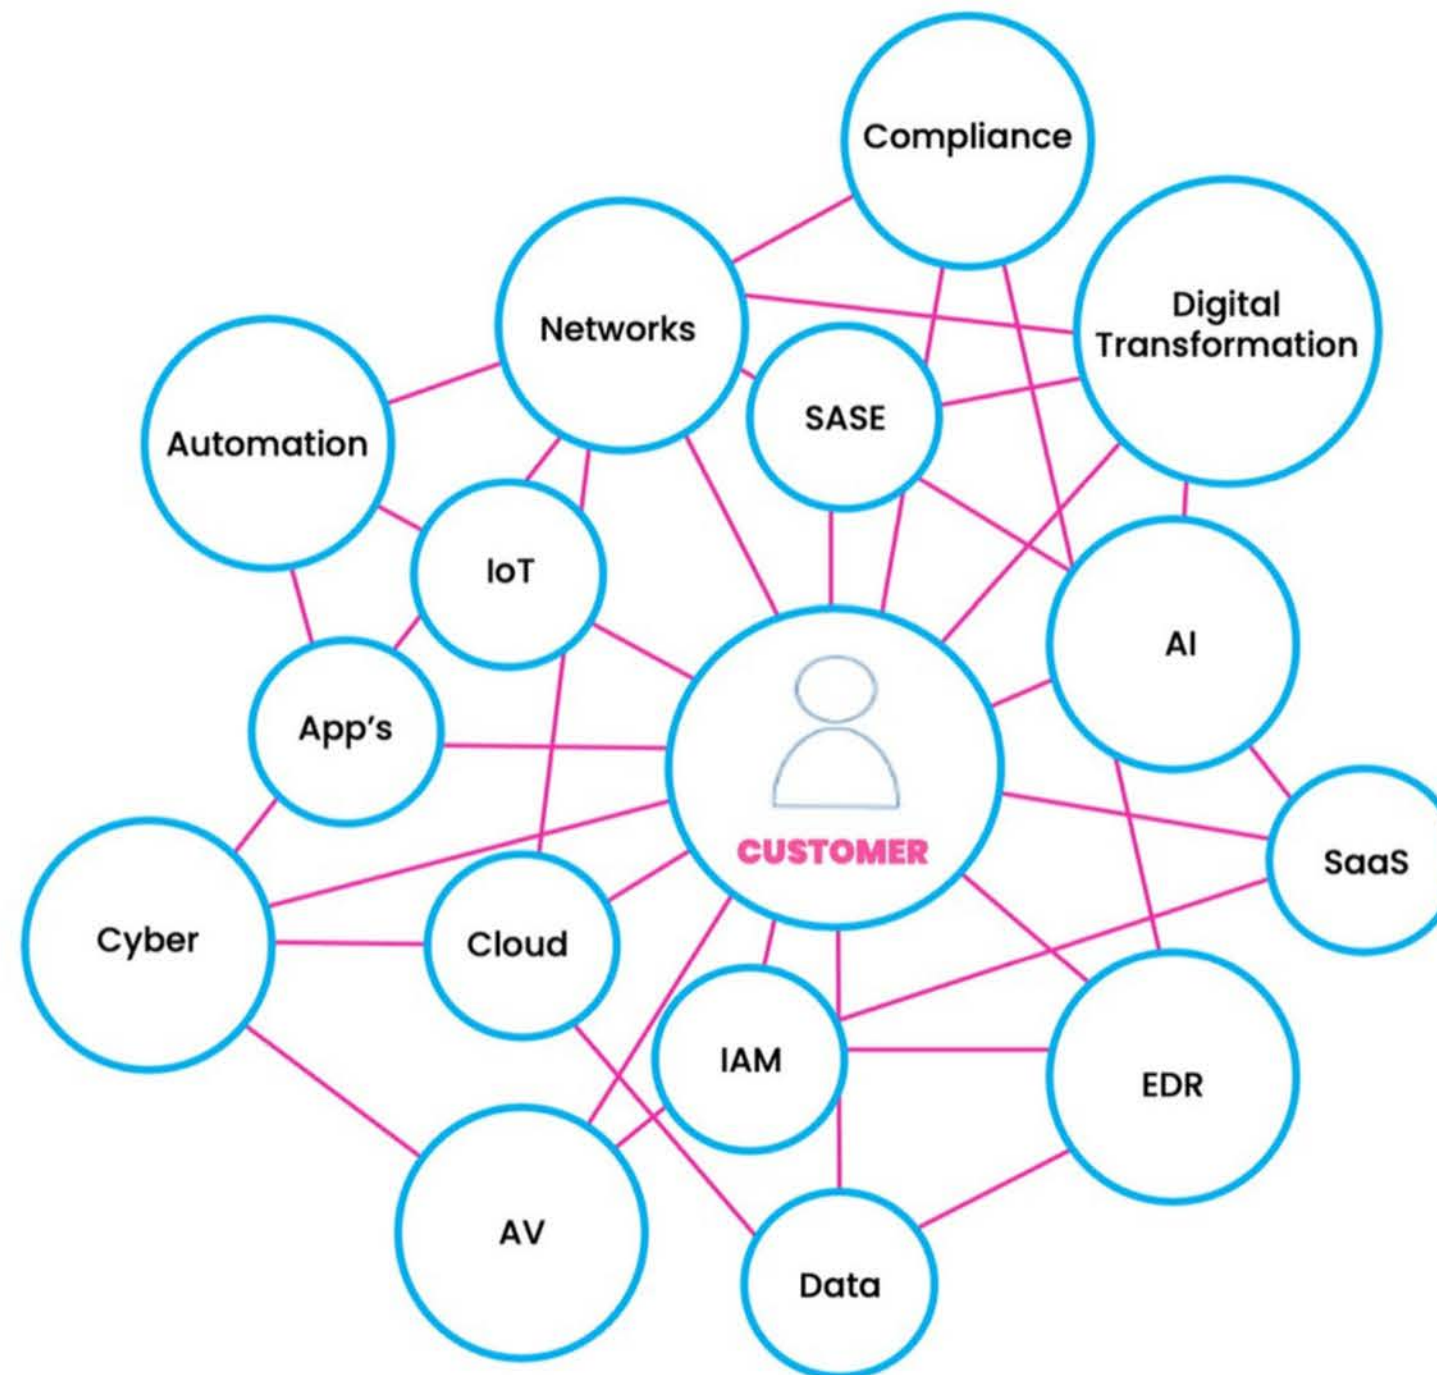 Compliance
Digital
Transformation
Networks
SASE
Automation
IoT
AI
App’s
CUSTOMER
SaaS
Cyber
Cloud
IAM
EDR
AV
Data